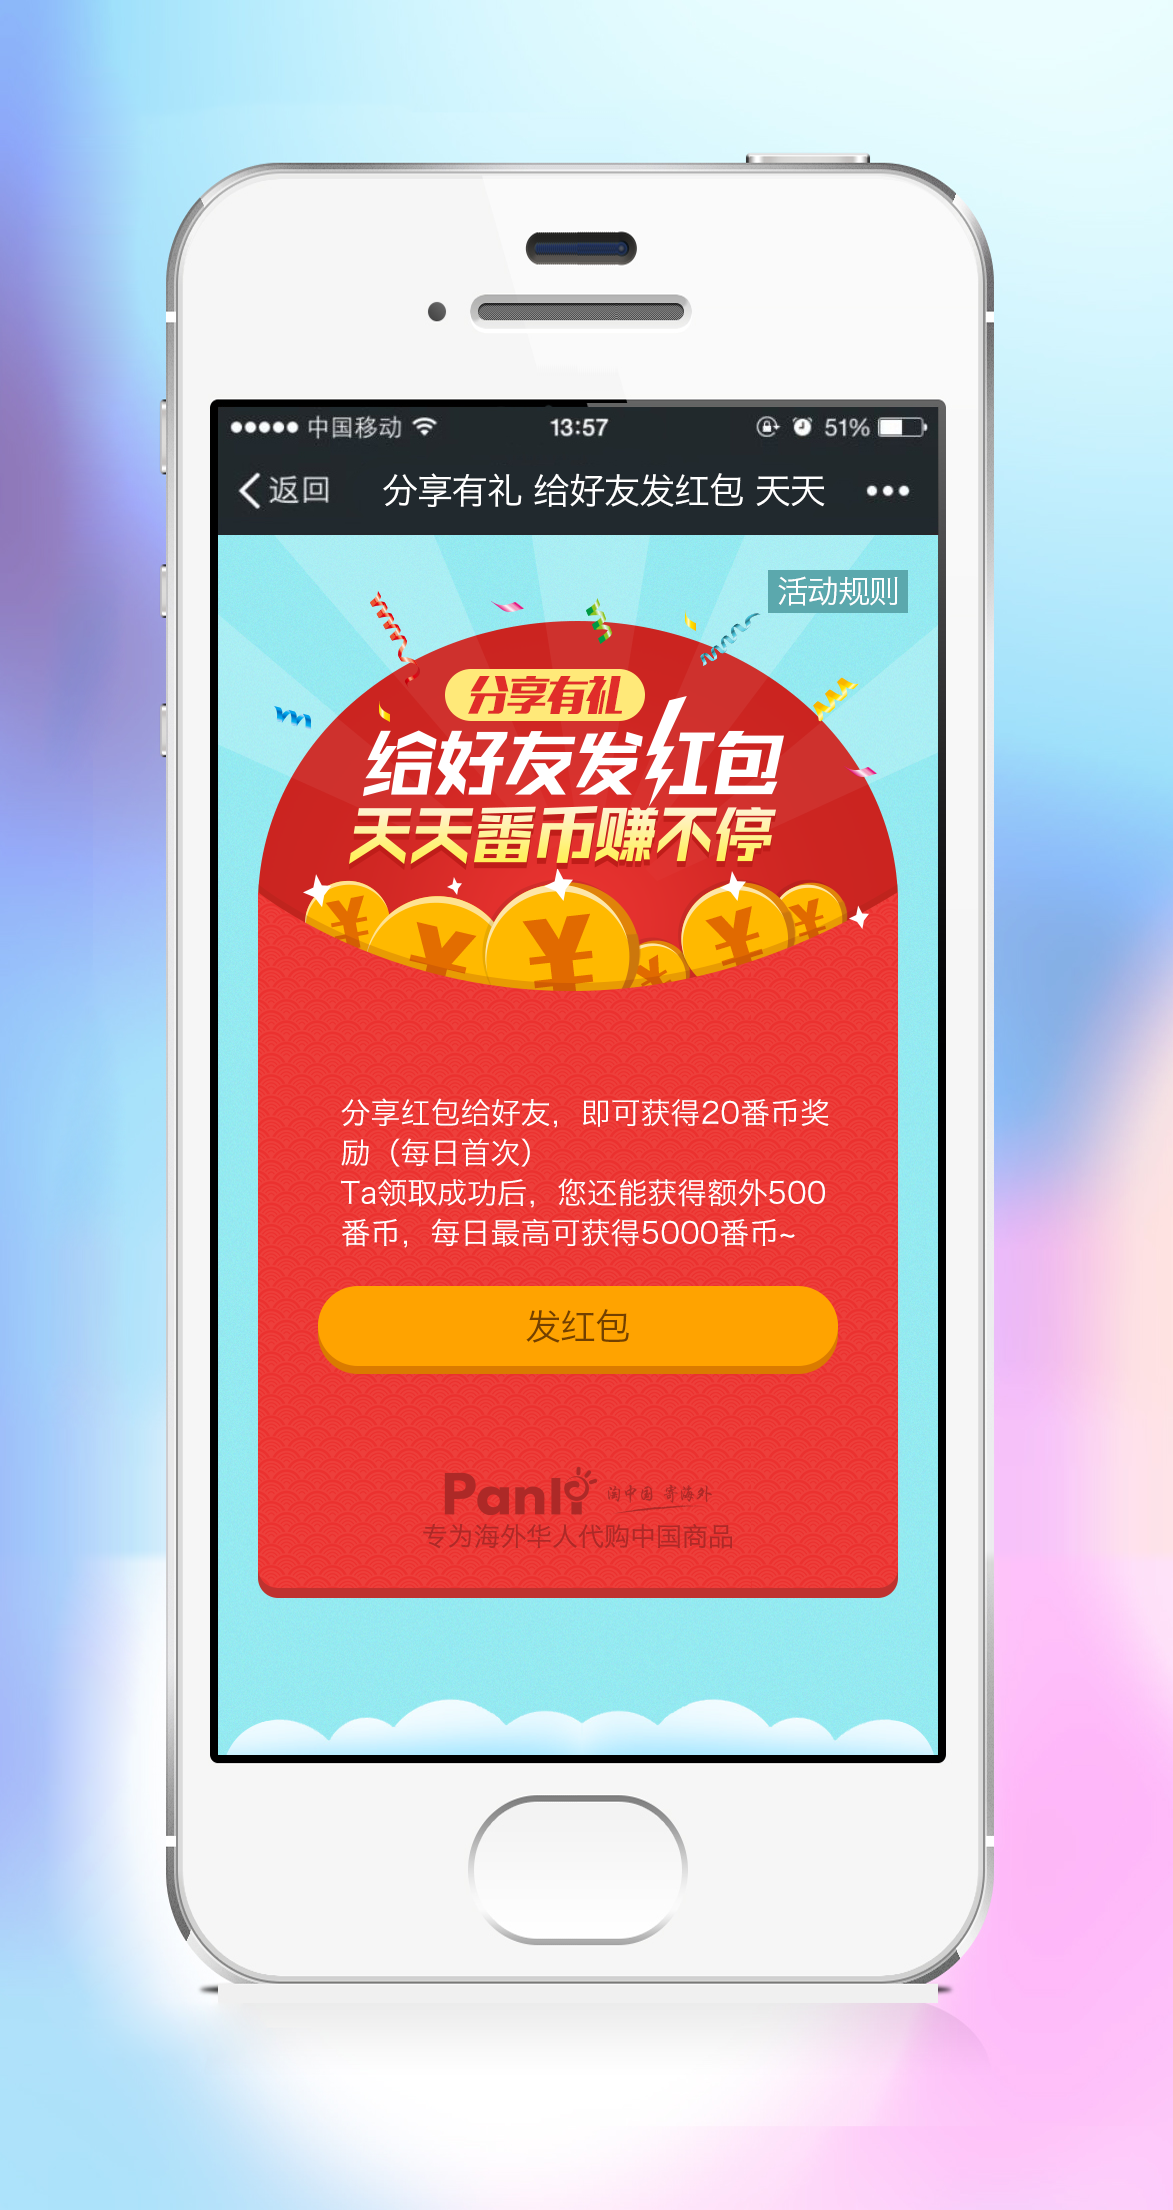 中国移动 13:57 51%
返回 分享有礼 给好友发红包 天天
活动规则
分享有礼
给好友发红包
天天番币赚不停
¥ ¥ ¥ ¥ ¥ ¥
分享红包给好友，即可获得20番币奖
励（每日首次）
Ta领取成功后，您还能获得额外500
番币，每日最高可获得5000番币~
发红包
Panli 淘中国 寄海外
专为海外华人代购中国商品